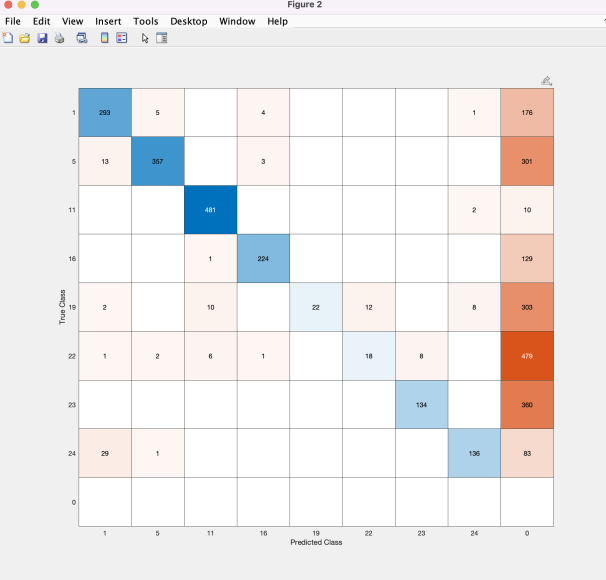 Figure 2
File Edit View Insert Tools Desktop Window Help
1 293 5 4 1 176
5 13 357 3 301
11 481 2 10
16 1 224 129
19 2 10 22 12 8 303
22 1 2 6 1 18 8 479
23 134 360
24 29 1 136 83
0
True Class
1 5 11 16 19 22 23 24 0
Predicted Class